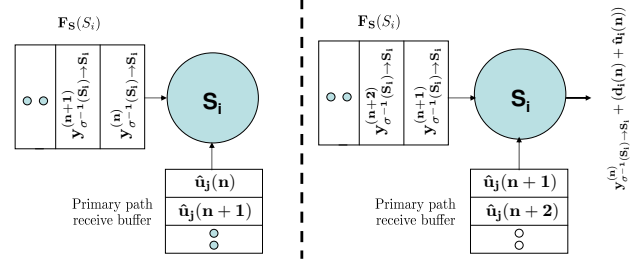 F_S(S_i)
y^{(n+1)}_{σ^{-1}(S_i)→S_i}
y^{(n)}_{σ^{-1}(S_i)→S_i}
S_i
Primary path
receive buffer
û_j(n)
û_j(n + 1)
F_S(S_i)
y^{(n+2)}_{σ^{-1}(S_i)→S_i}
y^{(n+1)}_{σ^{-1}(S_i)→S_i}
S_i
Primary path
receive buffer
û_j(n + 1)
û_j(n + 2)
y^{(n)}_{σ^{-1}(S_i)→S_i} + (d_i(n) + û_i(n))